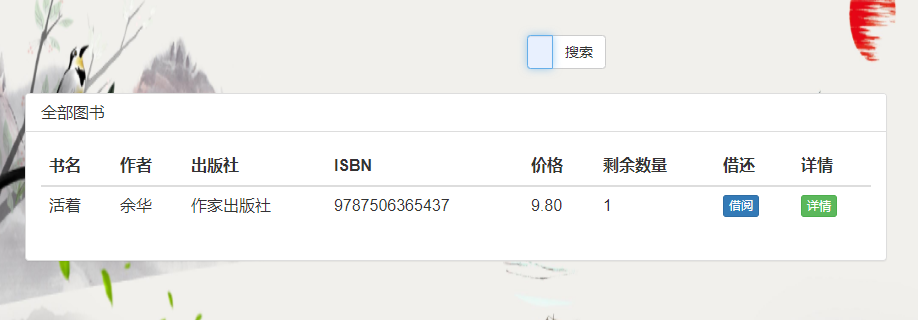 搜索
全部图书
书名 作者 出版社 ISBN 价格 剩余数量 借还 详情
活着 余华 作家出版社 9787506365437 9.80 1 借阅 详情